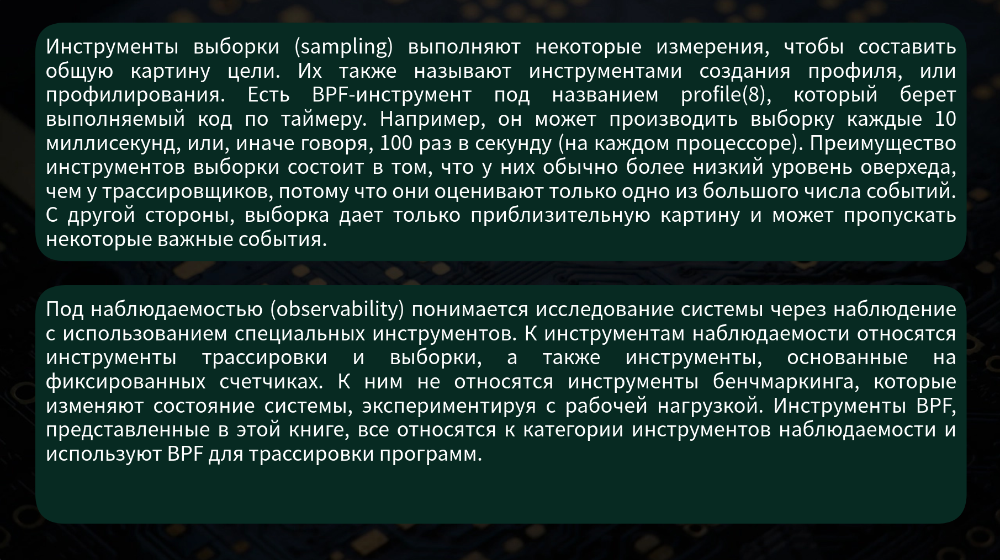 Инструменты выборки (sampling) выполняют некоторые измерения, чтобы составить
общую картину цели. Их также называют инструментами создания профиля, или
профилирования. Есть BPF-инструмент под названием profile(8), который берет
выполняемый код по таймеру. Например, он может производить выборку каждые 10
миллисекунд, или, иначе говоря, 100 раз в секунду (на каждом процессоре). Преимущество
инструментов выборки состоит в том, что у них обычно более низкий уровень оверхеда,
чем у трассировщиков, потому что они оценивают только одно из большого числа событий.
С другой стороны, выборка дает только приблизительную картину и может пропускать
некоторые важные события.
Под наблюдаемостью (observability) понимается исследование системы через наблюдение
с использованием специальных инструментов. К инструментам наблюдаемости относятся
инструменты трассировки и выборки, а также инструменты, основанные на
фиксированных счетчиках. К ним не относятся инструменты бенчмаркинга, которые
изменяют состояние системы, экспериментируя с рабочей нагрузкой. Инструменты BPF,
представленные в этой книге, все относятся к категории инструментов наблюдаемости и
используют BPF для трассировки программ.